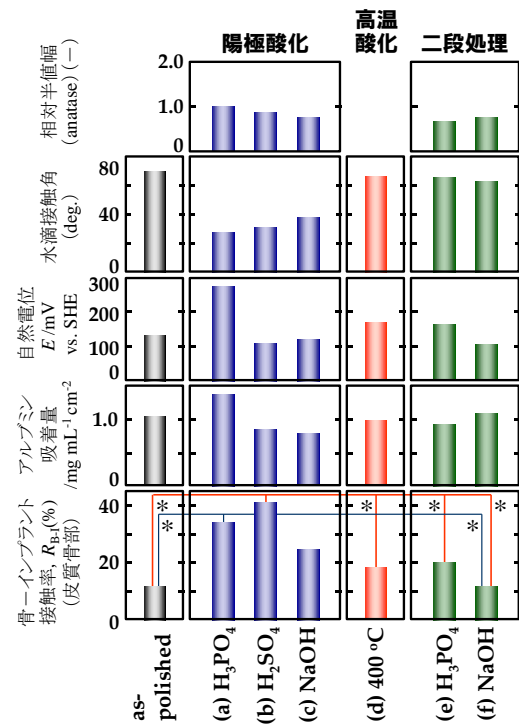 陽極酸化
高温
酸化
二段処理
相対半値幅
(anatase) (−)
2.0
1.0
0
水滴接触角
(deg.)
80
40
0
自然電位
E /mV
vs. SHE
300
200
100
0
アルブミン
吸着量
/mg mL-1 cm-2
1.0
0
骨ーインプラント
接触率, RB-I(%)
(皮質骨部)
40
20
0
* * * * *
* *
as-
polished
(a) H3PO4
(b) H2SO4
(c) NaOH
(d) 400 ºC
(e) H3PO4
(f) NaOH